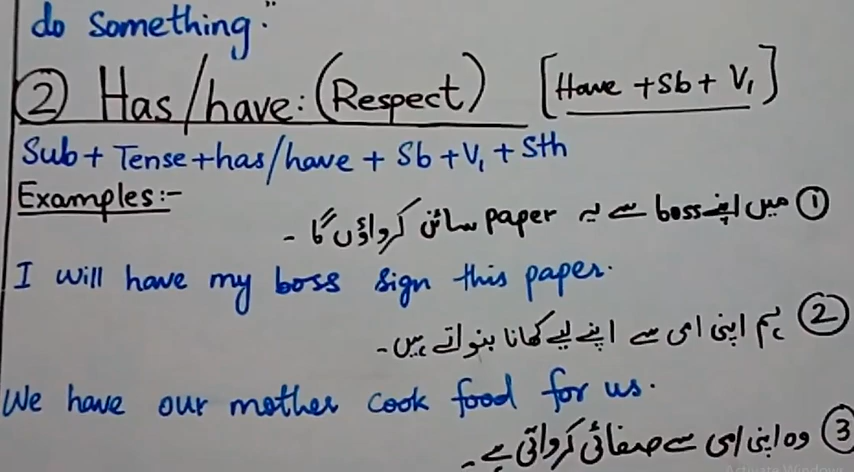 do something."
② Has/have: (Respect) [Have + Sb + V₁]
Sub + Tense + has/have + Sb + V₁ + Sth
Examples:-
① میں اپنے boss سے یہ paper سائن کرواؤں گا ۔
I will have my boss sign this paper.
② ہم اپنی امی سے اپنے لیے کھانا بنواتے ہیں۔
We have our mother cook food for us.
③ وہ اپنی امی سے صفائی کرواتی ہے۔
Activate Windows